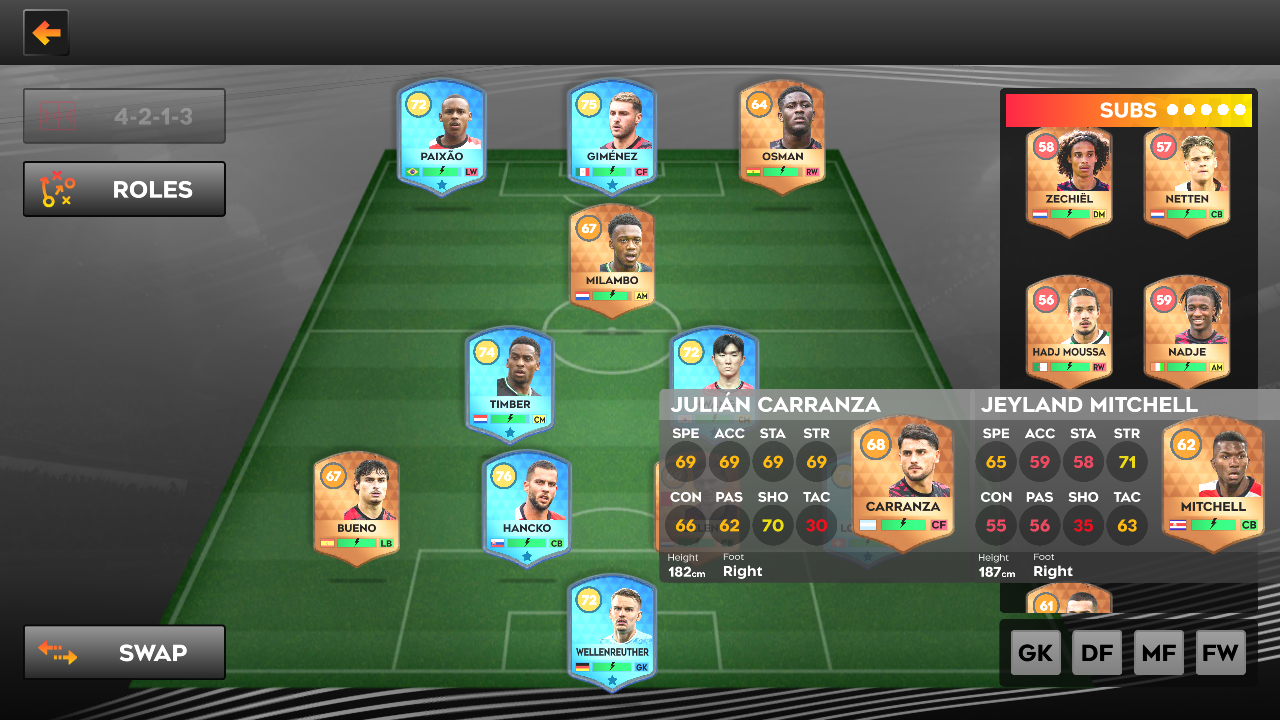 4-2-1-3
ROLES
SUBS
72
PAIXÃO
LW
75
GIMÉNEZ
CF
64
OSMAN
RW
58
ZECHIËL
DM
57
NETTEN
CB
67
MILAMBO
AM
56
HADJ MOUSSA
RW
59
NADJE
AM
74
TIMBER
CM
72
JULIÁN CARRANZA
SPE ACC STA STR
69 69 69 69
CON PAS SHO TAC
66 62 70 30
Height Foot
182cm Right
68
CARRANZA
CF
JEYLAND MITCHELL
SPE ACC STA STR
65 59 58 71
CON PAS SHO TAC
55 56 35 63
Height Foot
187cm Right
62
MITCHELL
CB
67
BUENO
LB
76
HANCKO
CB
72
WELLENREUTHER
GK
61
SWAP
GK DF MF FW